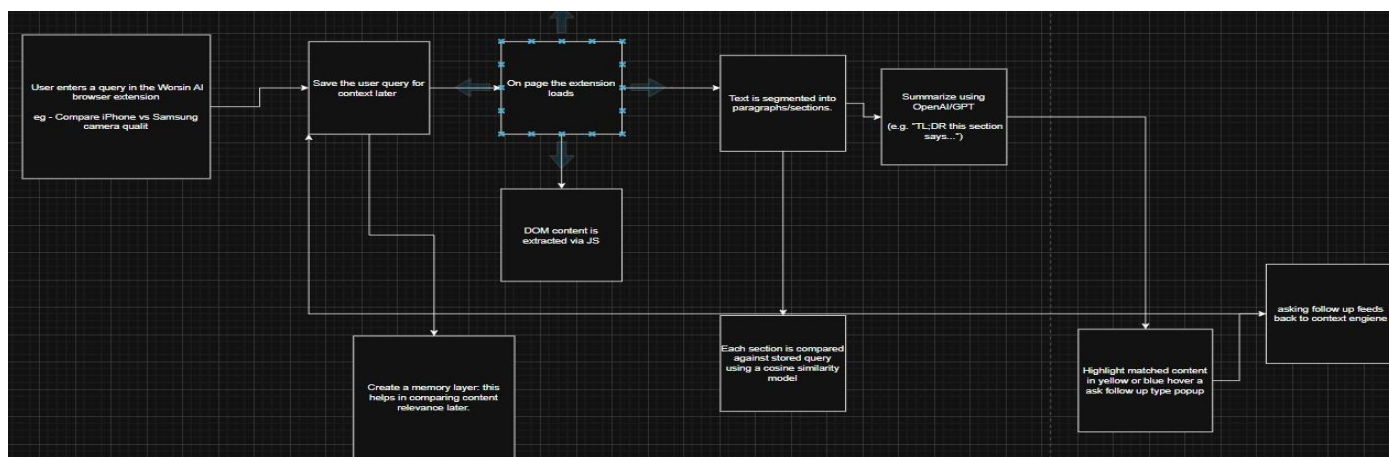 User enters a query in the Worsin AI
browser extension
eg - Compare iPhone vs Samsung
camera qualit
Save the user query for
context later
On page the extension
loads
Text is segmented into
paragraphs/sections.
Summarize using
OpenAI/GPT
(e.g. "TL;DR this section
says...")
DOM content is
extracted via JS
asking follow up feeds
back to context engiene
Create a memory layer: this
helps in comparing content
relevance later.
Each section is compared
against stored query
using a cosine similarity
model
Highlight matched content
in yellow or blue hover a
ask follow up type popup